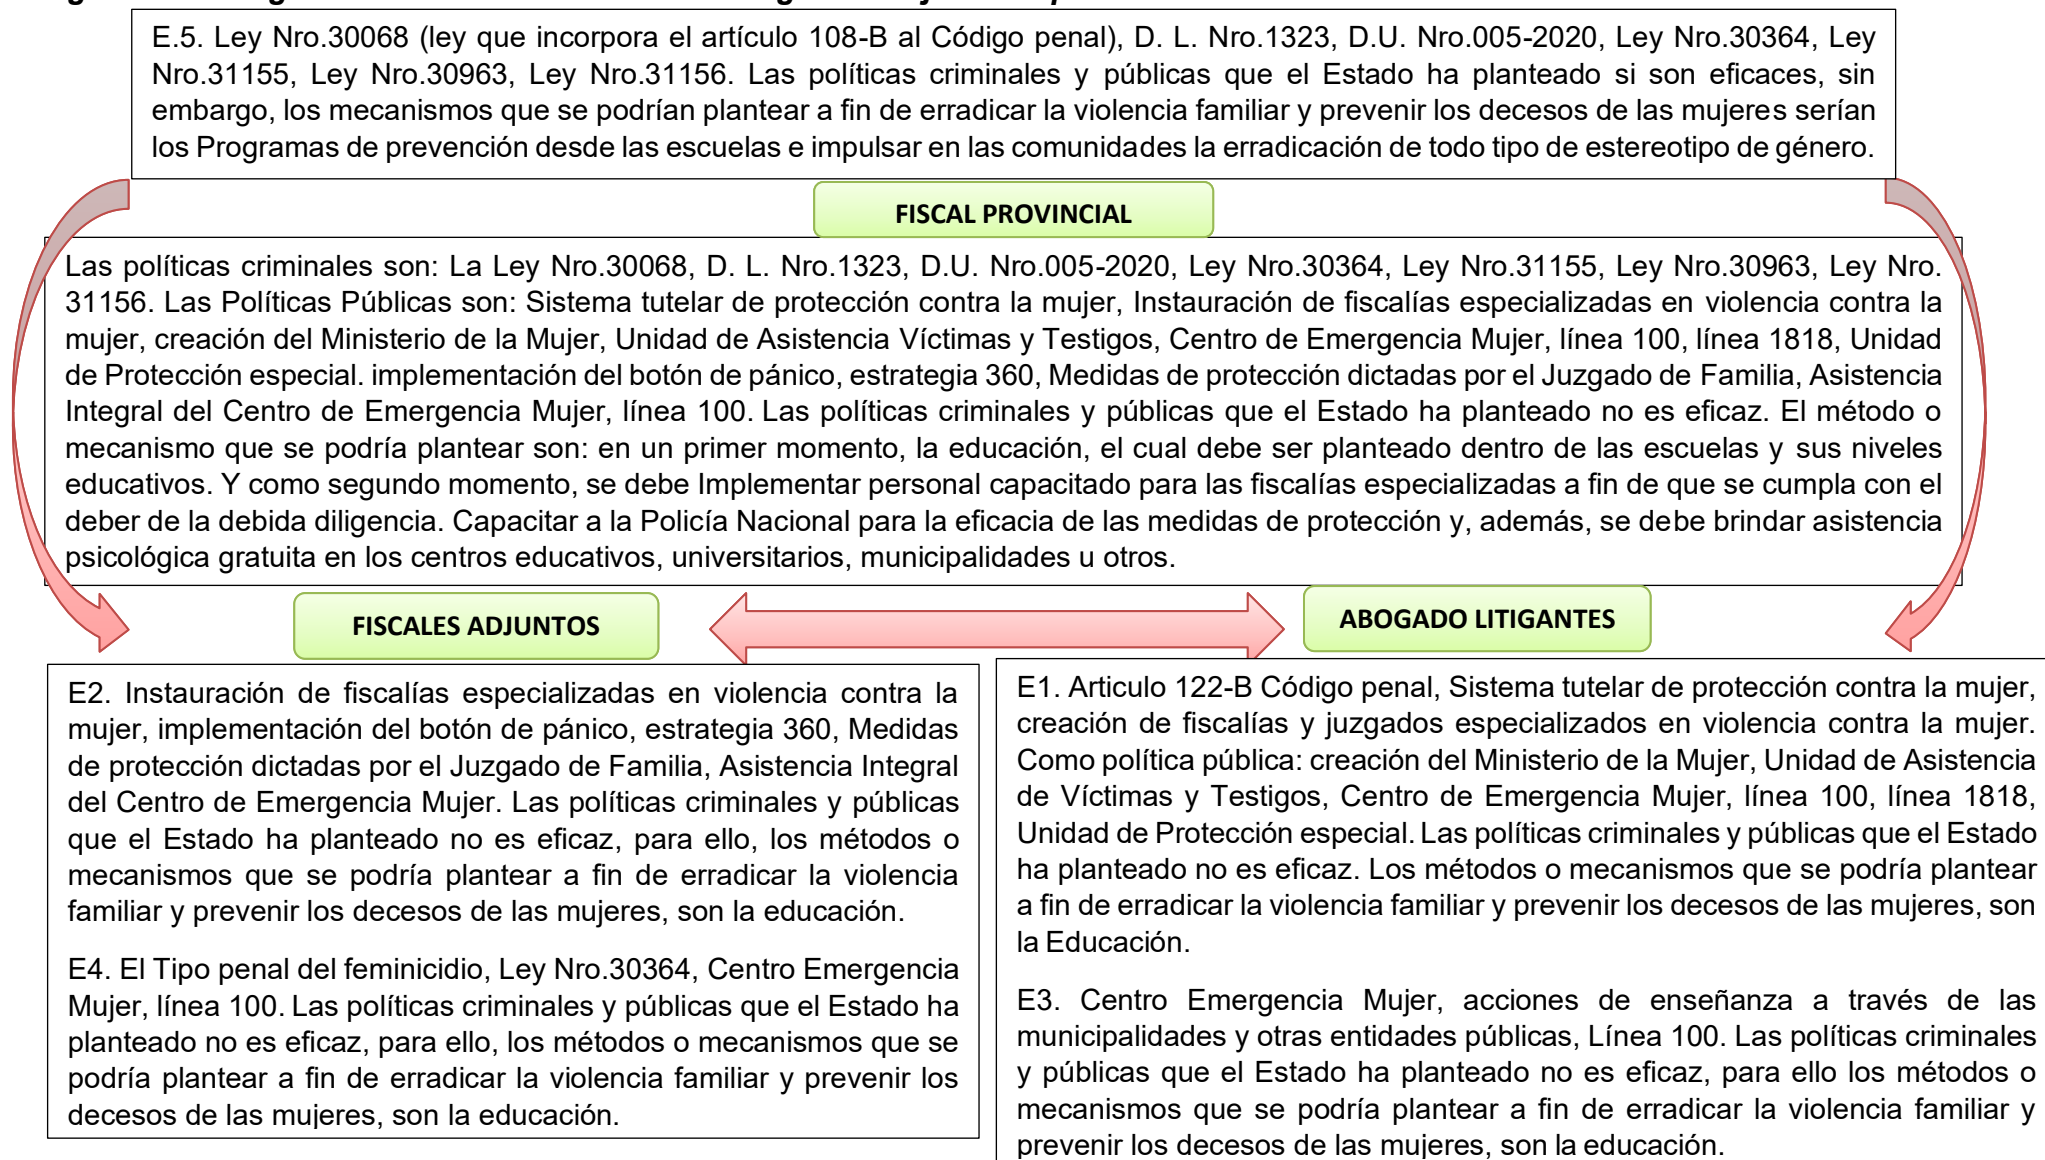 E.5. Ley Nro.30068 (ley que incorpora el artículo 108-B al Código penal), D. L. Nro.1323, D.U. Nro.005-2020, Ley Nro.30364, Ley
Nro.31155, Ley Nro.30963, Ley Nro.31156. Las políticas criminales y públicas que el Estado ha planteado si son eficaces, sin
embargo, los mecanismos que se podrían plantear a fin de erradicar la violencia familiar y prevenir los decesos de las mujeres serían
los Programas de prevención desde las escuelas e impulsar en las comunidades la erradicación de todo tipo de estereotipo de género.
FISCAL PROVINCIAL
Las políticas criminales son: La Ley Nro.30068, D. L. Nro.1323, D.U. Nro.005-2020, Ley Nro.30364, Ley Nro.31155, Ley Nro.30963, Ley Nro.
31156. Las Políticas Públicas son: Sistema tutelar de protección contra la mujer, Instauración de fiscalías especializadas en violencia contra la
mujer, creación del Ministerio de la Mujer, Unidad de Asistencia Víctimas y Testigos, Centro de Emergencia Mujer, línea 100, línea 1818, Unidad
de Protección especial. implementación del botón de pánico, estrategia 360, Medidas de protección dictadas por el Juzgado de Familia, Asistencia
Integral del Centro de Emergencia Mujer, línea 100. Las políticas criminales y públicas que el Estado ha planteado no es eficaz. El método o
mecanismo que se podría plantear son: en un primer momento, la educación, el cual debe ser planteado dentro de las escuelas y sus niveles
educativos. Y como segundo momento, se debe Implementar personal capacitado para las fiscalías especializadas a fin de que se cumpla con el
deber de la debida diligencia. Capacitar a la Policía Nacional para la eficacia de las medidas de protección y, además, se debe brindar asistencia
psicológica gratuita en los centros educativos, universitarios, municipalidades u otros.
FISCALES ADJUNTOS
E2. Instauración de fiscalías especializadas en violencia contra la
mujer, implementación del botón de pánico, estrategia 360, Medidas
de protección dictadas por el Juzgado de Familia, Asistencia Integral
del Centro de Emergencia Mujer. Las políticas criminales y públicas
que el Estado ha planteado no es eficaz, para ello, los métodos o
mecanismos que se podría plantear a fin de erradicar la violencia
familiar y prevenir los decesos de las mujeres, son la educación.
E4. El Tipo penal del feminicidio, Ley Nro.30364, Centro Emergencia
Mujer, línea 100. Las políticas criminales y públicas que el Estado ha
planteado no es eficaz, para ello, los métodos o mecanismos que se
podría plantear a fin de erradicar la violencia familiar y prevenir los
decesos de las mujeres, son la educación.
ABOGADO LITIGANTES
E1. Articulo 122-B Código penal, Sistema tutelar de protección contra la mujer,
creación de fiscalías y juzgados especializados en violencia contra la mujer.
Como política pública: creación del Ministerio de la Mujer, Unidad de Asistencia
de Víctimas y Testigos, Centro de Emergencia Mujer, línea 100, línea 1818,
Unidad de Protección especial. Las políticas criminales y públicas que el Estado
ha planteado no es eficaz. Los métodos o mecanismos que se podría plantear
a fin de erradicar la violencia familiar y prevenir los decesos de las mujeres, son
la Educación.
E3. Centro Emergencia Mujer, acciones de enseñanza a través de las
municipalidades y otras entidades públicas, Línea 100. Las políticas criminales
y públicas que el Estado ha planteado no es eficaz, para ello los métodos o
mecanismos que se podría plantear a fin de erradicar la violencia familiar y
prevenir los decesos de las mujeres, son la educación.